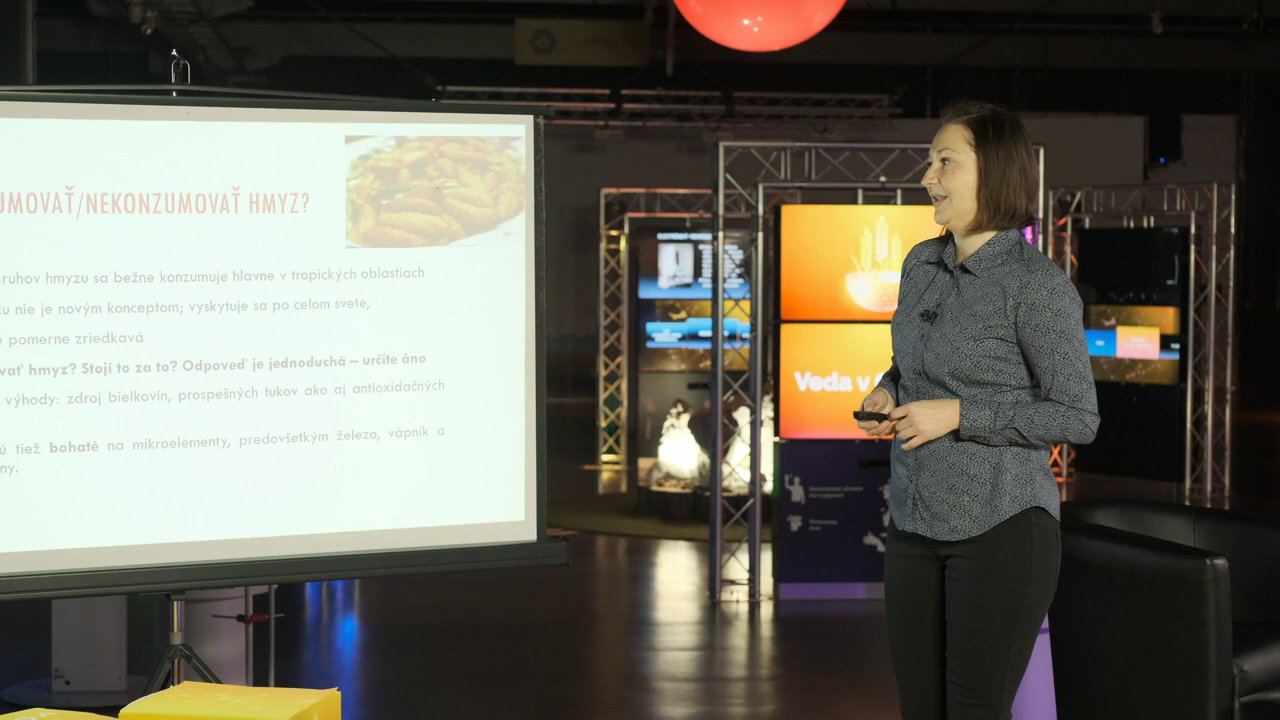 UMOVAŤ/NEKONZUMOVAŤ HMYZ?
ruhov hmyzu sa bežne konzumuje hlavne v tropických oblastiach
zu nie je novým konceptom; vyskytuje sa po celom svete,
e pomerne zriedkavá
vať hmyz? Stojí to za to? Odpoveď je jednoduchá – určite áno
výhody: zdroj bielkovín, prospešných tukov ako aj antioxidačných
ú tiež bohaté na mikroelementy, predovšetkým železo, vápnik a
ny.
Veda v